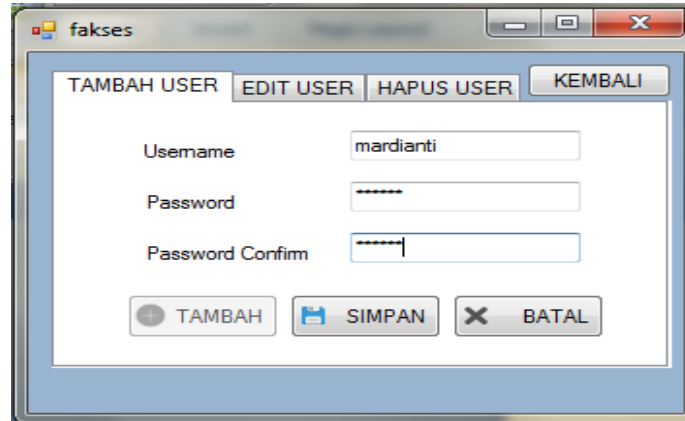 fakses
TAMBAH USER EDIT USER HAPUS USER KEMBALI
Username mardianti
Password ******
Password Confirm ******
TAMBAH SIMPAN BATAL